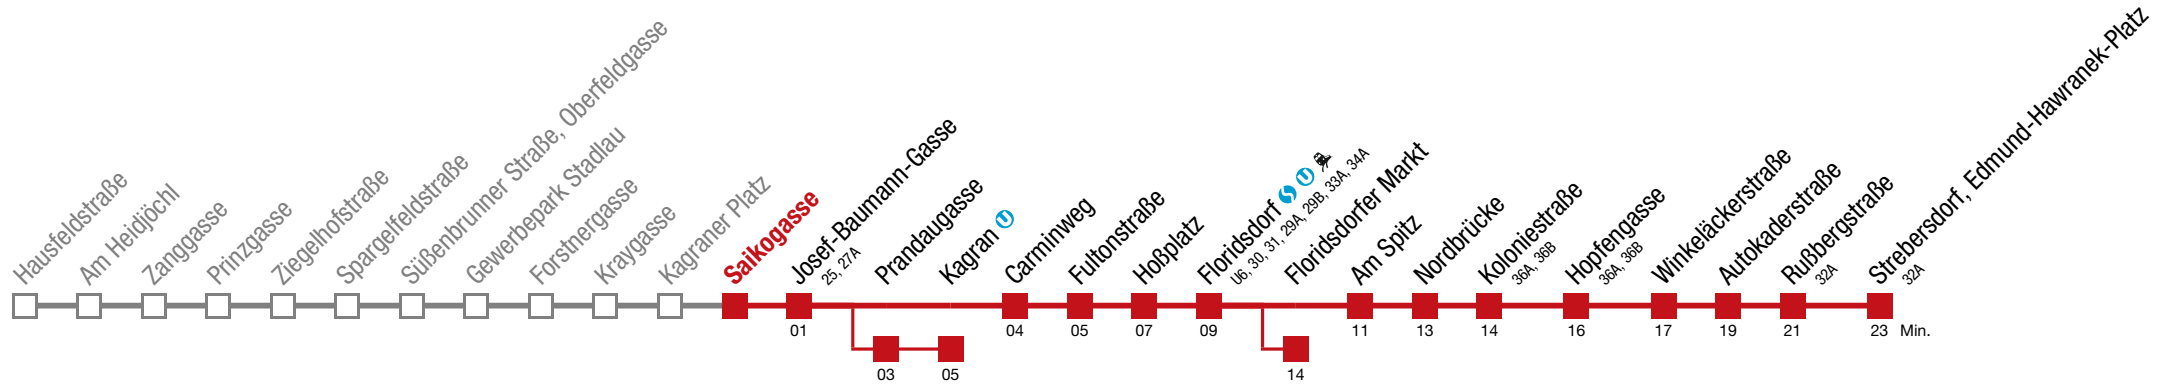 Hausfeldstraße
Am Heidjöchl
Zanggasse
Prinzgasse
Ziegelhofstraße
Spargelfeldstraße
Süßenbrunner Straße, Oberfeldgasse
Gewerbepark Stadlau
Forstnergasse
Kraygasse
Kagraner Platz
Saikogasse
Josef-Baumann-Gasse
25, 27A
Prandaugasse
Kagran U
Carminweg
Fultonstraße
Hoßplatz
Floridsdorf S U
U6, 30, 31, 29A, 29B, 33A, 34A
Floridsdorfer Markt
Am Spitz
Nordbrücke
Koloniestraße
36A, 36B
Hopfengasse
36A, 36B
Winkeläckerstraße
Autokaderstraße
Rußbergstraße
32A
Strebersdorf, Edmund-Hawranek-Platz
32A
01 04 05 07 09 11 13 14 16 17 19 21 23 Min.
03 05 14